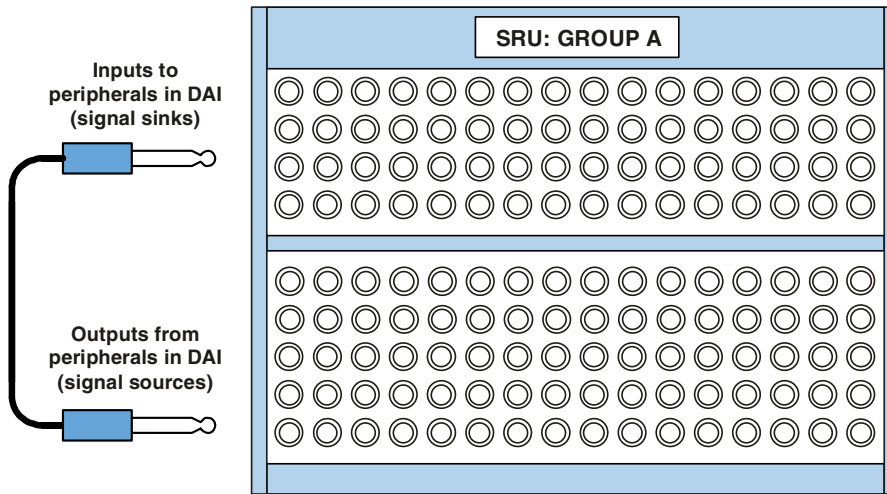 SRU: GROUP A
Inputs to
peripherals in DAI
(signal sinks)
Outputs from
peripherals in DAI
(signal sources)